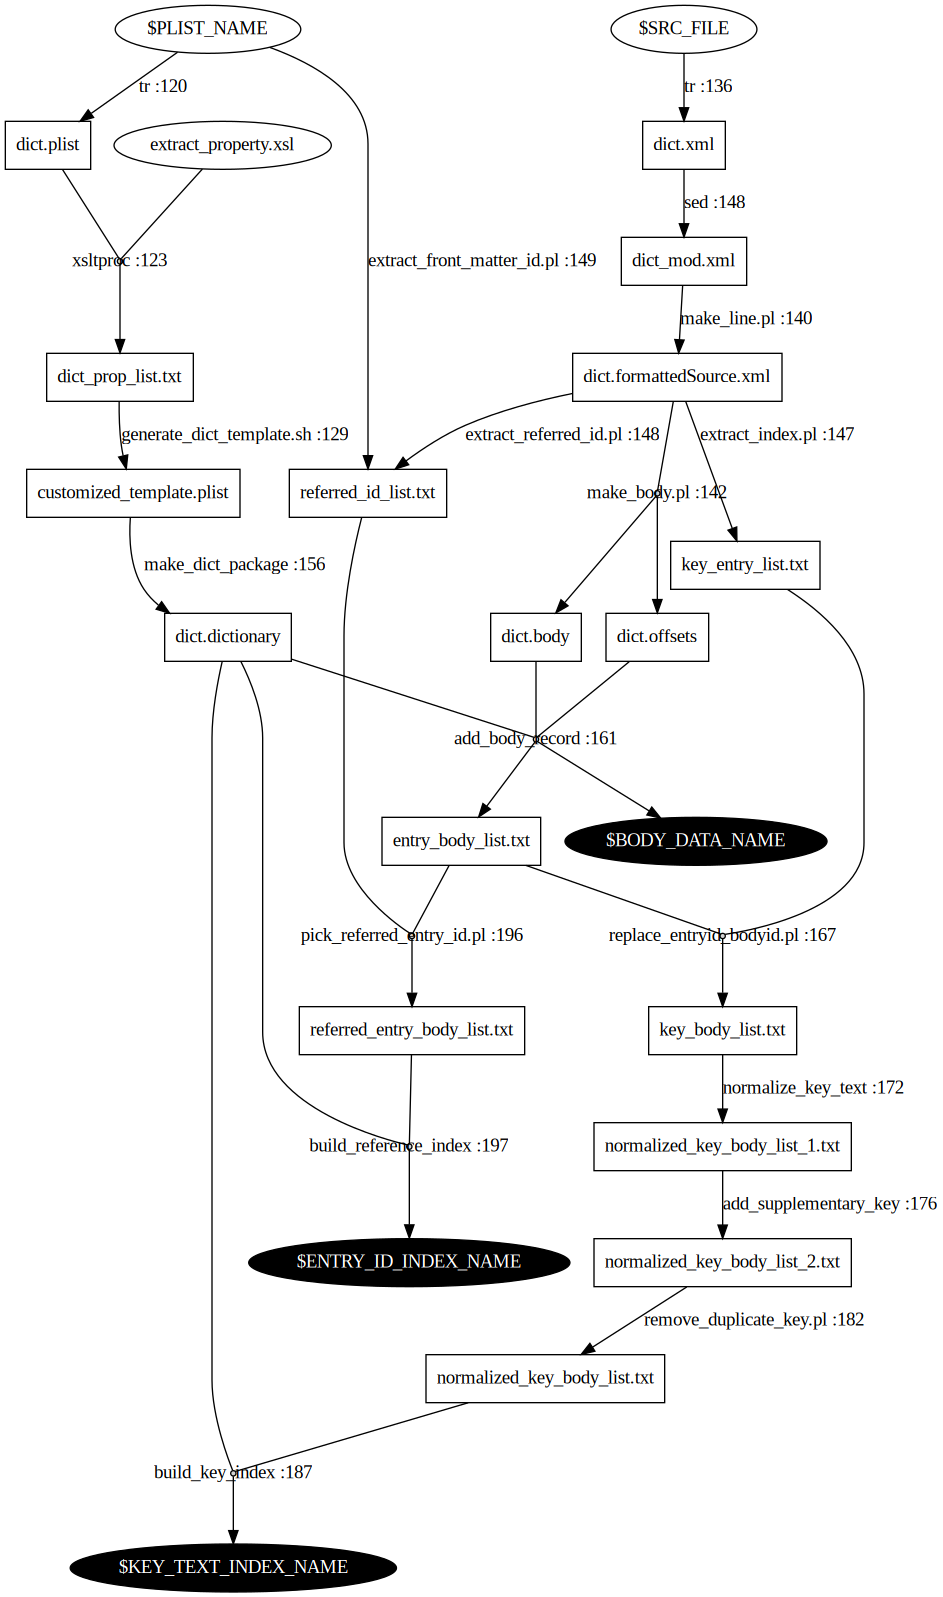 $PLIST_NAME
$SRC_FILE
tr :120
tr :136
dict.plist
extract_property.xsl
dict.xml
sed :148
xsltproc :123
extract_front_matter_id.pl :149
dict_mod.xml
make_line.pl :140
dict_prop_list.txt
dict.formattedSource.xml
generate_dict_template.sh :129
extract_referred_id.pl :148
extract_index.pl :147
customized_template.plist
referred_id_list.txt
make_body.pl :142
make_dict_package :156
key_entry_list.txt
dict.dictionary
dict.body
dict.offsets
add_body_record :161
entry_body_list.txt
$BODY_DATA_NAME
pick_referred_entry_id.pl :196
replace_entryid_bodyid.pl :167
referred_entry_body_list.txt
key_body_list.txt
normalize_key_text :172
build_reference_index :197
normalized_key_body_list_1.txt
add_supplementary_key :176
$ENTRY_ID_INDEX_NAME
normalized_key_body_list_2.txt
remove_duplicate_key.pl :182
normalized_key_body_list.txt
build_key_index :187
$KEY_TEXT_INDEX_NAME